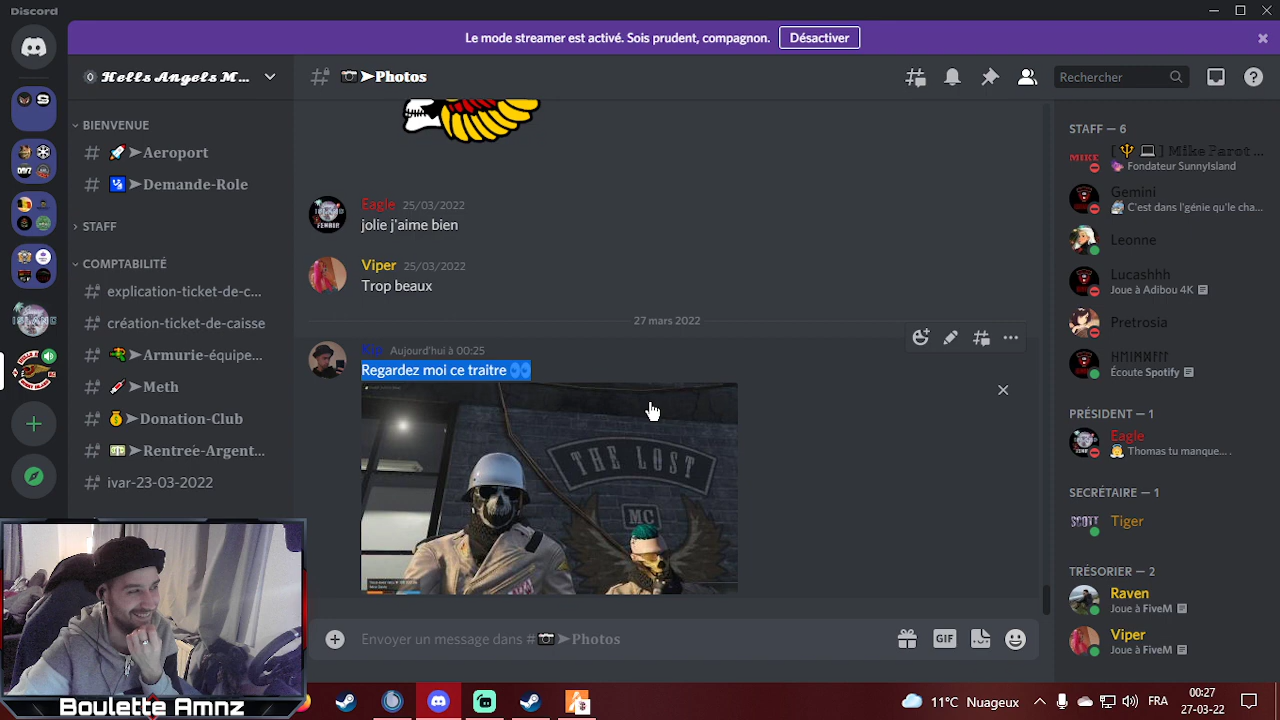 Discord
Le mode streamer est activé. Sois prudent, compagnon.
Désactiver
Hells Angels M...
➤Photos
Rechercher
BIENVENUE
# ➤Aeroport
# ➤Demande-Role
STAFF
COMPTABILITÉ
explication-ticket-de-c...
création-ticket-de-caisse
➤Armurie-équipe...
➤Meth
➤Donation-Club
➤Rentrée-Argent...
ivar-23-03-2022
Eagle 25/03/2022
jolie j'aime bien
Viper 25/03/2022
Trop beaux
27 mars 2022
Aujourd'hui à 00:25
Regardez moi ce traitre 👀
THE LOST
MC
Envoyer un message dans # 📷➤Photos
GIF
STAFF — 6
MIKE
Mike Parot ...
Fondateur SunnyIsland
Gemini
C'est dans l'génie qu'le cha...
Leonne
Lucashhh
Joue à Adibou 4K
Pretrosia
Écoute Spotify
PRÉSIDENT — 1
Eagle
Thomas tu manque... .
SECRÉTAIRE — 1
SCOTT
Tiger
TRÉSORIER — 2
Raven
Joue à FiveM
Viper
Joue à FiveM
Boulette Amnz
11°C Nuageux
FRA
00:27
27-03-22